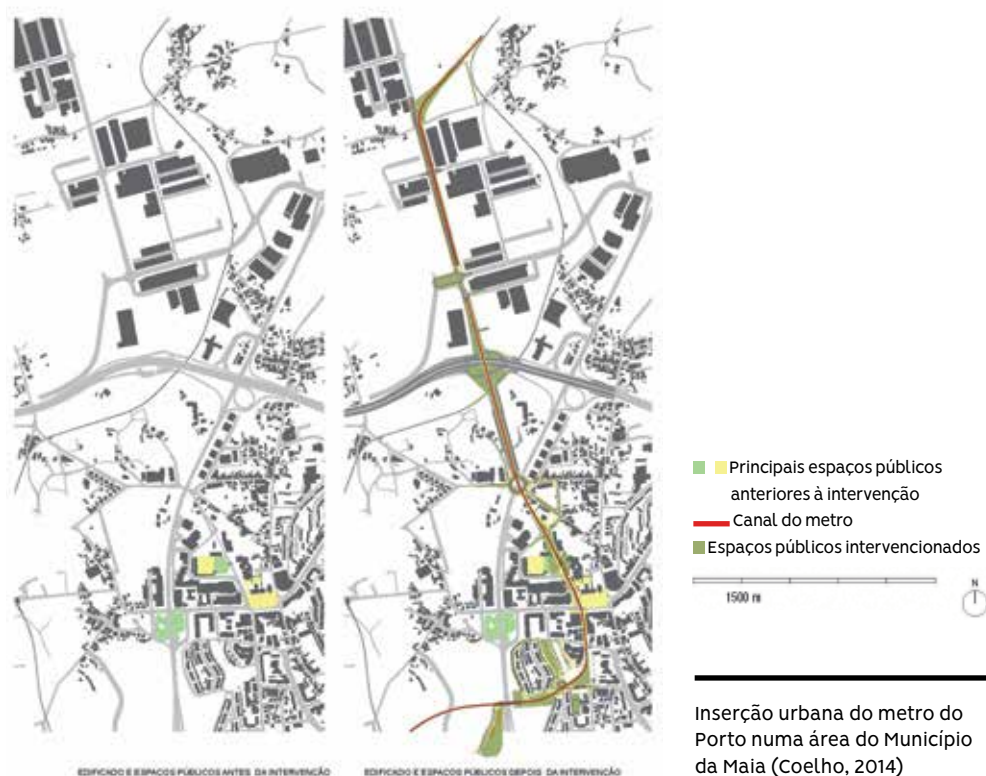 Principais espaços públicos
anteriores à intervenção
Canal do metro
Espaços públicos intervencionados
1500 m
N
Inserção urbana do metro do
Porto numa área do Município
da Maia (Coelho, 2014)
EDIFICADO E ESPAÇOS PÚBLICOS ANTES DA INTERVENÇÃO
EDIFICADO E ESPAÇOS PÚBLICOS DEPOIS DA INTERVENÇÃO